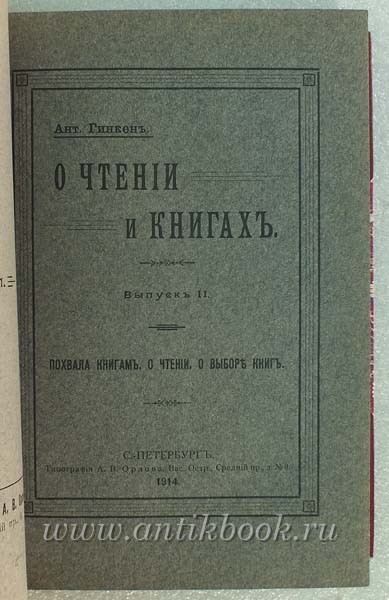 Ант. Гинкенъ.
О ЧТЕНІИ
и КНИГАХЪ.
Выпускъ II.
ПОХВАЛА КНИГАМЪ. О ЧТЕНІИ. О ВЫБОРѢ КНИГЪ.
С.-ПЕТЕРБУРГЪ.
Типографія А. В. Орлова, Вас. Остр., Средній пр., д. №
1914.
А. В.
www.antikbook.ru